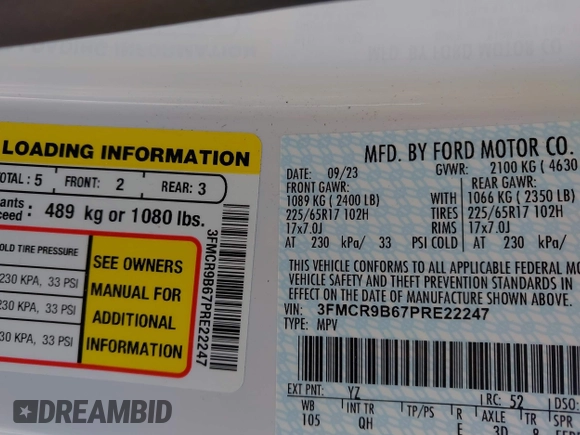 LOADING INFORMATION
TOTAL: 5 FRONT: 2 REAR: 3
489 kg or 1080 lbs.
OLD TIRE PRESSURE
230 KPA, 33 PSI
230 KPA, 33 PSI
230 KPA, 33 PSI
SEE OWNERS
MANUAL FOR
ADDITIONAL
INFORMATION
3FMCR9B67PRE22247
MFD. BY FORD MOTOR CO.
DATE: 09/23 GVWR: 2100 KG ( 4630
FRONT GAWR: REAR GAWR:
1089 KG ( 2400 LB) WITH 1066 KG ( 2350 LB)
225/65R17 102H TIRES 225/65R17 102H
17x7.0J RIMS 17x7.0J
AT 230 kPa/ 33 PSI COLD AT 230 kPa/
THIS VEHICLE CONFORMS TO ALL APPLICABLE FEDERAL MO
VEHICLE SAFETY AND THEFT PREVENTION STANDARDS IN
EFFECT ON THE DATE OF MANUFACTURE SHOWN ABOVE.
VIN: 3FMCR9B67PRE22247
TYPE: MPV
EXT PNT: YZ RC: 52 DSO:
WB INT TR TP/PS R AXLE TR
105 QH E 3D 8
DREAMBID